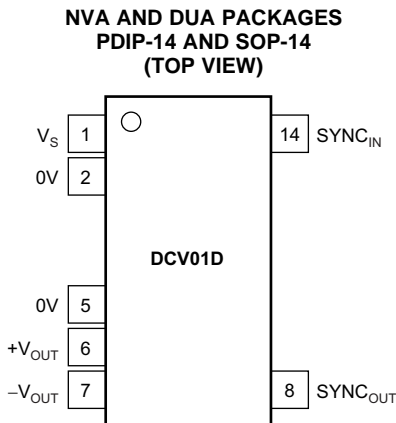 NVA AND DUA PACKAGES
PDIP-14 AND SOP-14
(TOP VIEW)
VS 1 14 SYNCIN
0V 2
DCV01D
0V 5
+VOUT 6
−VOUT 7 8 SYNCOUT